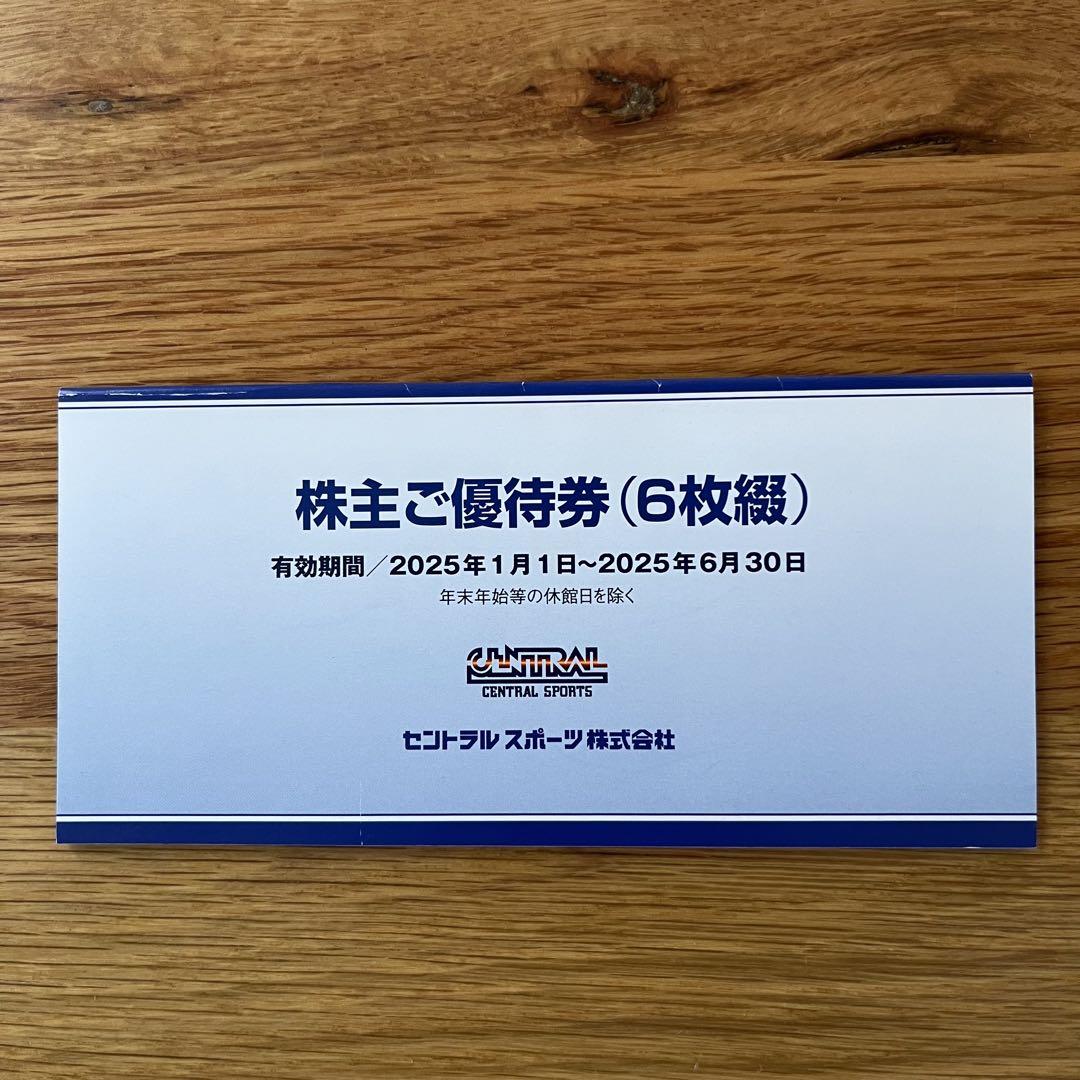 株主ご優待券(6枚綴)
有効期間／2025年1月1日～2025年6月30日
年末年始等の休館日を除く
CENTRAL
CENTRAL SPORTS
セントラルスポーツ株式会社